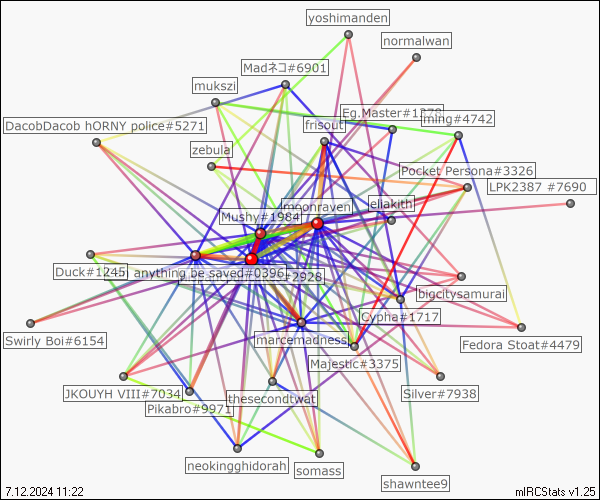 yoshimanden
normalwan
Madネコ#6901
mukszi
Eg.Master#1378
ming#4742
frisout
DacobDacob hORNY police#5271
zebula
Pocket Persona#3326
LPK2387 #7690
lmoonraven
eliakith
Mushy#1984
Duck#1245
anything be saved#0396
#2928
bigcitysamurai
Cypha#1717
Swirly Boi#6154
marcemadness
Fedora Stoat#4479
Majestic#3375
JKOUYH VIII#7034
thesecondtwat
Silver#7938
Pikabro#9971
neokingghidorah
somass
shawntee9
7.12.2024 11:22
mIRCStats v1.25